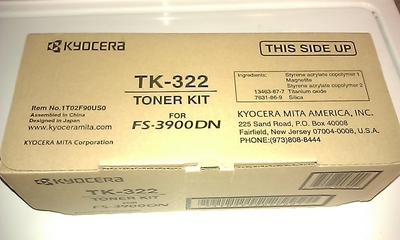 KYOCERA
THIS SIDE UP
TK-322
TONER KIT
FOR
FS-3900DN
Item No.1T02F90US0
Assembled in China
Designed in Japan
www.kyoceramita.com
KYOCERA MITA Corporation
Ingredients: Styrene acrylate copolymer 1
Magnetite
Styrene acrylate copolymer 2
13463-67-7 Titanium oxide
7631-86-9 Silica
KYOCERA MITA AMERICA, INC.
225 Sand Road, P.O. Box 40008
Fairfield, New Jersey 07004-0008, U.S.A.
PHONE:(973)808-8444
KYOCERA
TK-322
TONER KIT
FOR
FS-3900DN